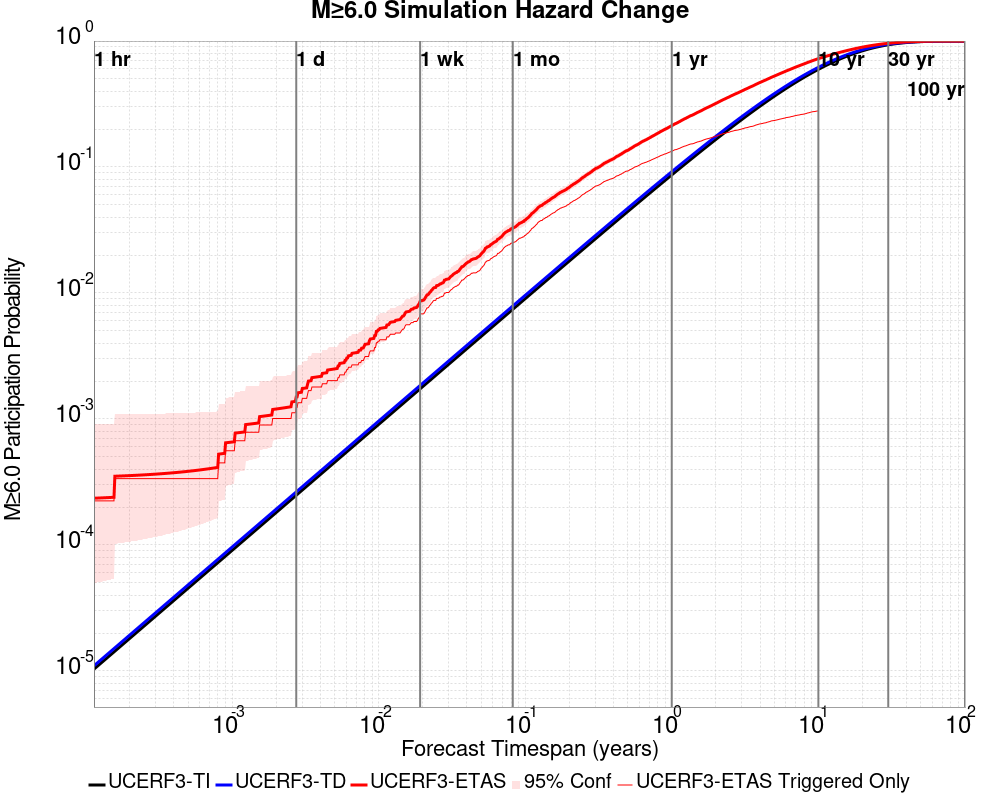 M≥6.0 Simulation Hazard Change
M≥6.0 Participation Probability
10^0
10^-1
10^-2
10^-3
10^-4
10^-5
1 hr
1 d
1 wk
1 mo
1 yr
10 yr
30 yr
100 yr
10^-3
10^-2
10^-1
10^0
10^1
10^2
Forecast Timespan (years)
UCERF3-TI UCERF3-TD UCERF3-ETAS 95% Conf UCERF3-ETAS Triggered Only